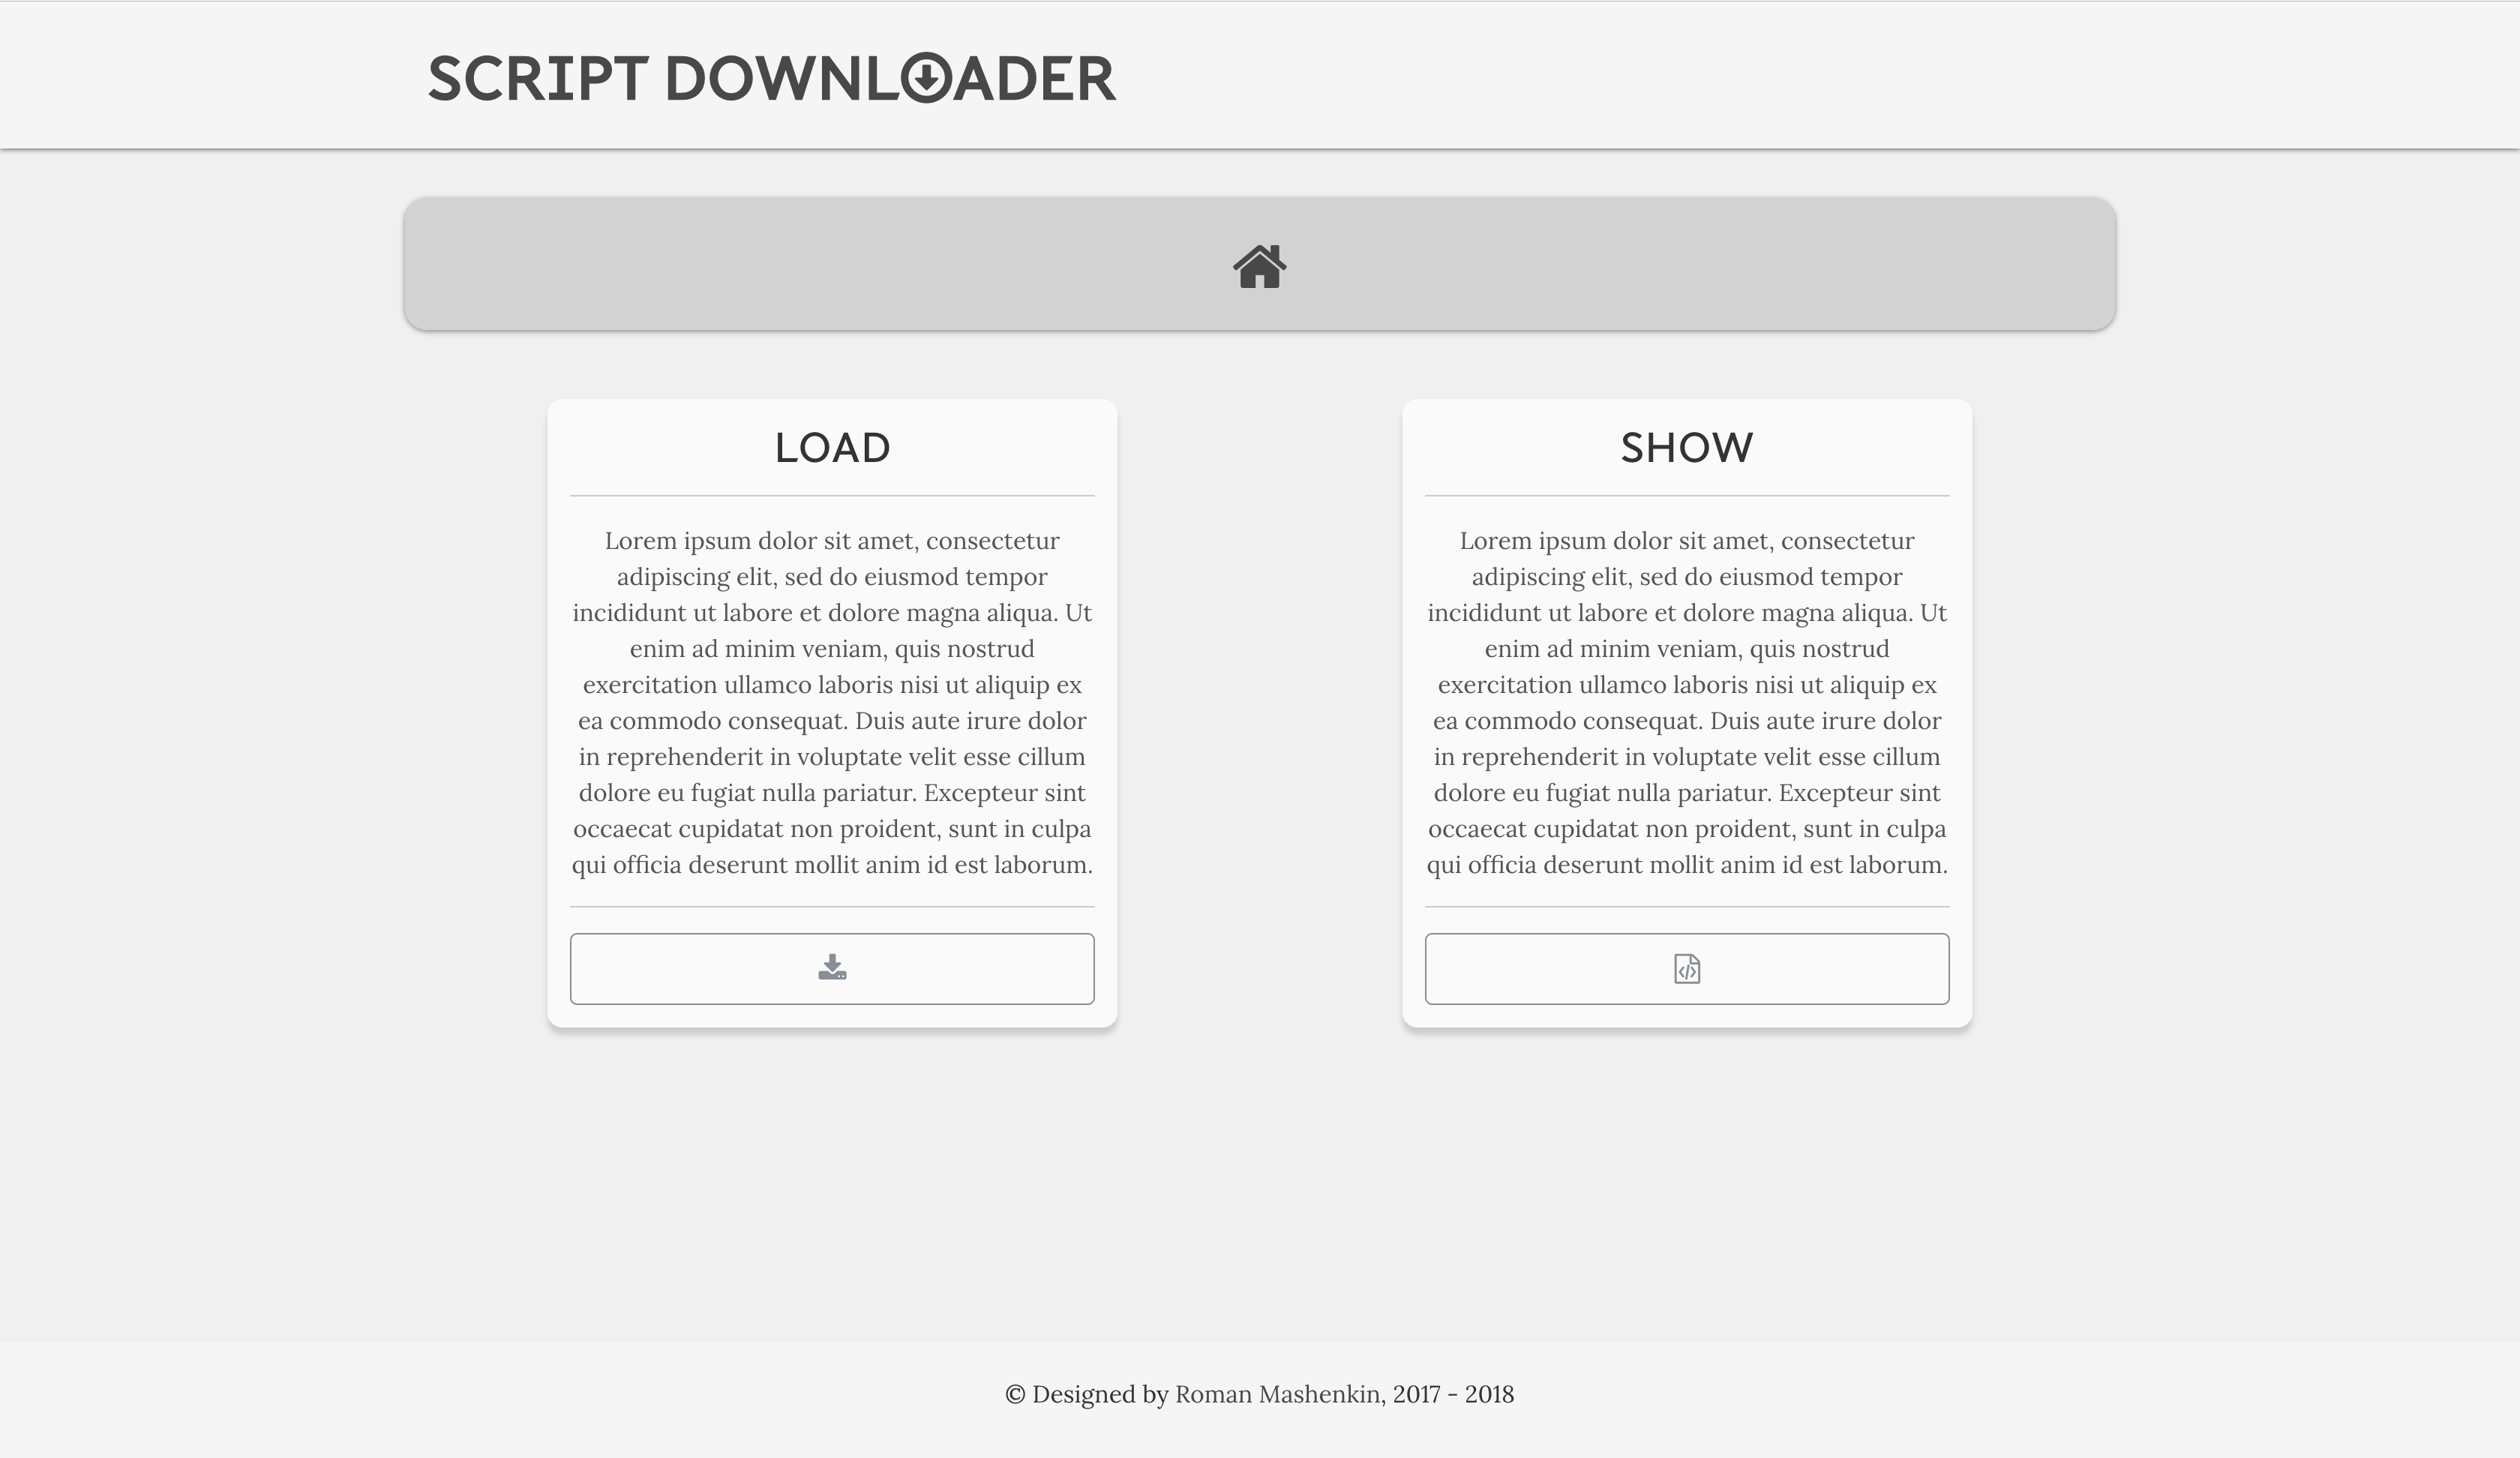 SCRIPT DOWNLOADER
LOAD
Lorem ipsum dolor sit amet, consectetur
adipiscing elit, sed do eiusmod tempor
incididunt ut labore et dolore magna aliqua. Ut
enim ad minim veniam, quis nostrud
exercitation ullamco laboris nisi ut aliquip ex
ea commodo consequat. Duis aute irure dolor
in reprehenderit in voluptate velit esse cillum
dolore eu fugiat nulla pariatur. Excepteur sint
occaecat cupidatat non proident, sunt in culpa
qui officia deserunt mollit anim id est laborum.
SHOW
Lorem ipsum dolor sit amet, consectetur
adipiscing elit, sed do eiusmod tempor
incididunt ut labore et dolore magna aliqua. Ut
enim ad minim veniam, quis nostrud
exercitation ullamco laboris nisi ut aliquip ex
ea commodo consequat. Duis aute irure dolor
in reprehenderit in voluptate velit esse cillum
dolore eu fugiat nulla pariatur. Excepteur sint
occaecat cupidatat non proident, sunt in culpa
qui officia deserunt mollit anim id est laborum.
© Designed by Roman Mashenkin, 2017 - 2018